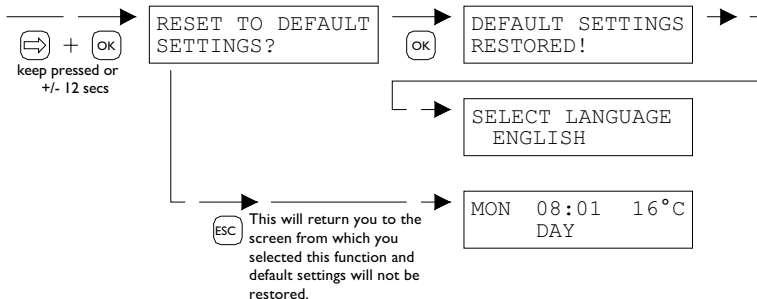 RESET TO DEFAULT
SETTINGS?
DEFAULT SETTINGS
RESTORED!
+ OK
OK
keep pressed or
+/- 12 secs
SELECT LANGUAGE
ENGLISH
MON 08:01 16°C
DAY
ESC
This will return you to the
screen from which you
selected this function and
default settings will not be
restored.